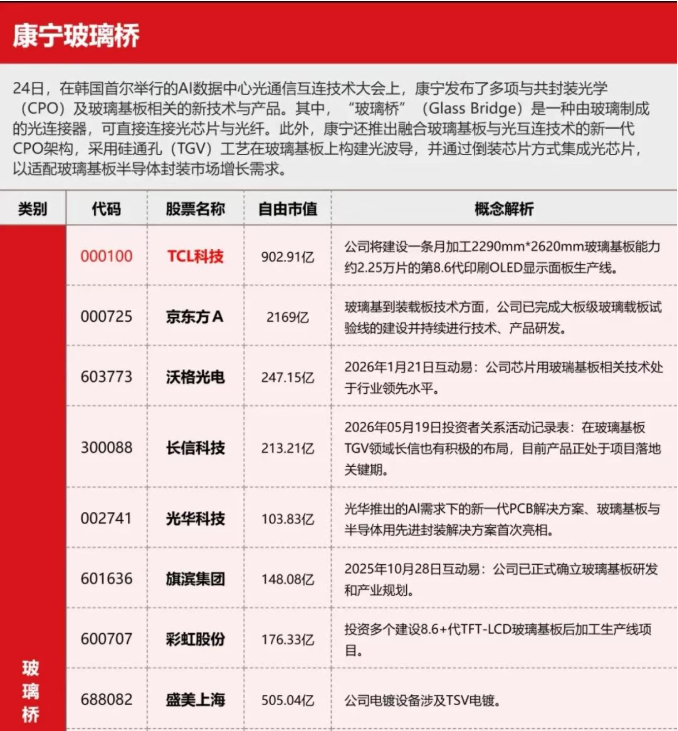 康宁玻璃桥
24日，在韩国首尔举行的AI数据中心光通信互连技术大会上，康宁发布了多项与共封装光学
（CPO）及玻璃基板相关的新技术与产品。其中，“玻璃桥”（Glass Bridge）是一种由玻璃制成
的光连接器，可直接连接光芯片与光纤。此外，康宁还推出融合玻璃基板与光互连技术的新一代
CPO架构，采用硅通孔（TGV）工艺在玻璃基板上构建光波导，并通过倒装芯片方式集成光芯片，
以适配玻璃基板半导体封装市场增长需求。
类别 代码 股票名称 自由市值 概念解析
000100 TCL科技 902.91亿 公司将建设一条月加工2290mm*2620mm玻璃基板能力
约2.25万片的第8.6代印刷OLED显示面板生产线。
000725 京东方A 2169亿 玻璃基到装载板技术方面，公司已完成大板级玻璃载板试
验线的建设并持续进行技术、产品研发。
603773 沃格光电 247.15亿 2026年1月21日互动易：公司芯片用玻璃基板相关技术处
于行业领先水平。
300088 长信科技 213.21亿 2026年05月19日投资者关系活动记录表：在玻璃基板
TGV领域长信也有积极的布局，目前产品正处于项目落地
关键期。
002741 光华科技 103.83亿 光华推出的AI需求下的新一代PCB解决方案、玻璃基板与
半导体用先进封装解决方案首次亮相。
601636 旗滨集团 148.08亿 2025年10月28日互动易：公司已正式确立玻璃基板研发
和产业规划。
600707 彩虹股份 176.33亿 投资多个建设8.6+代TFT-LCD玻璃基板后加工生产线项
目。
688082 盛美上海 505.04亿 公司电镀设备涉及TSV电镀。
玻
璃
桥